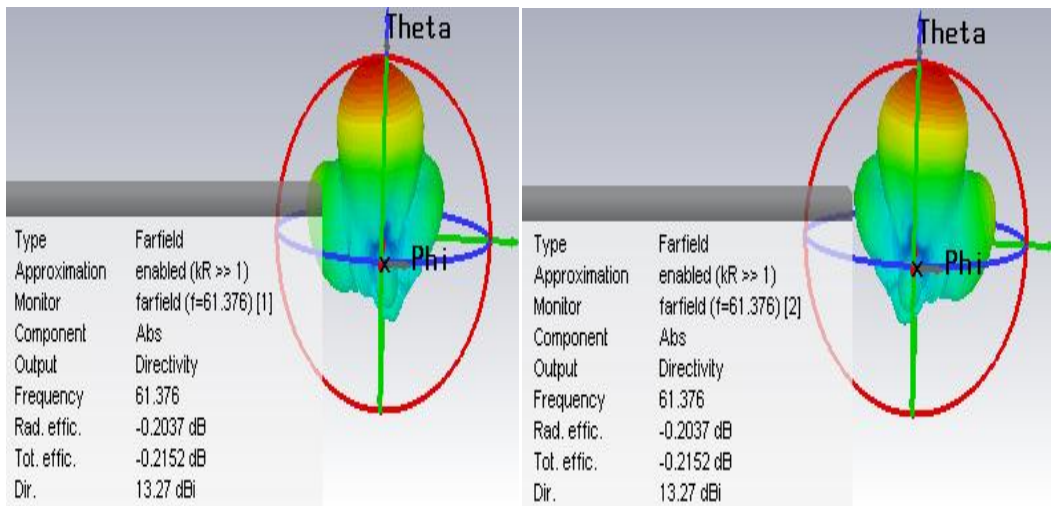 Theta
Phi
Type Farfield
Approximation enabled (kR >> 1)
Monitor farfield (f=61.376) [1]
Component Abs
Output Directivity
Frequency 61.376
Rad. effic. -0.2037 dB
Tot. effic. -0.2152 dB
Dir. 13.27 dBi
Theta
Phi
Type Farfield
Approximation enabled (kR >> 1)
Monitor farfield (f=61.376) [2]
Component Abs
Output Directivity
Frequency 61.376
Rad. effic. -0.2037 dB
Tot. effic. -0.2152 dB
Dir. 13.27 dBi